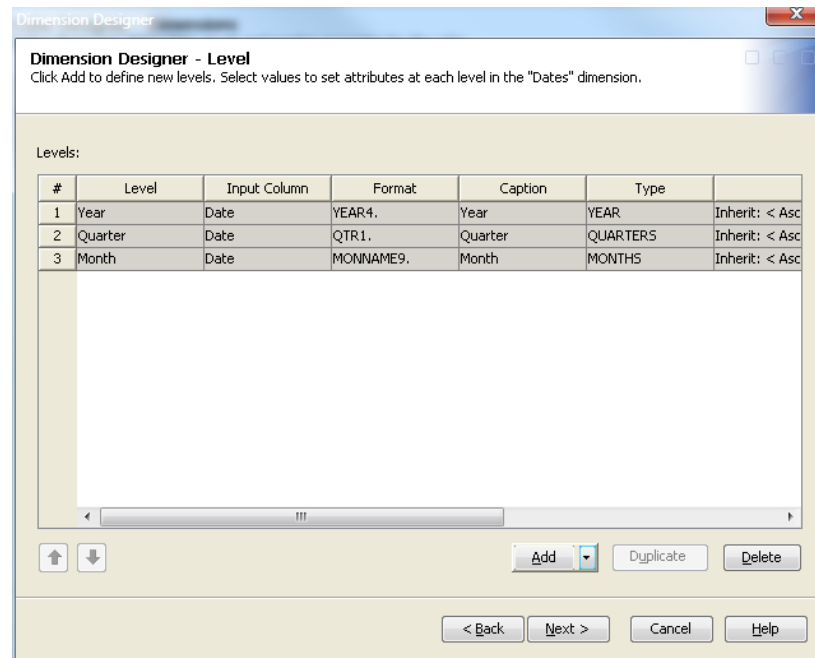 Dimension Designer
Dimension Designer - Level
Click Add to define new levels. Select values to set attributes at each level in the "Dates" dimension.
Levels:
# Level Input Column Format Caption Type
1 Year Date YEAR4. Year YEAR Inherit: < Asc
2 Quarter Date QTR1. Quarter QUARTERS Inherit: < Asc
3 Month Date MONNAME9. Month MONTHS Inherit: < Asc
Add Duplicate Delete
< Back Next > Cancel Help